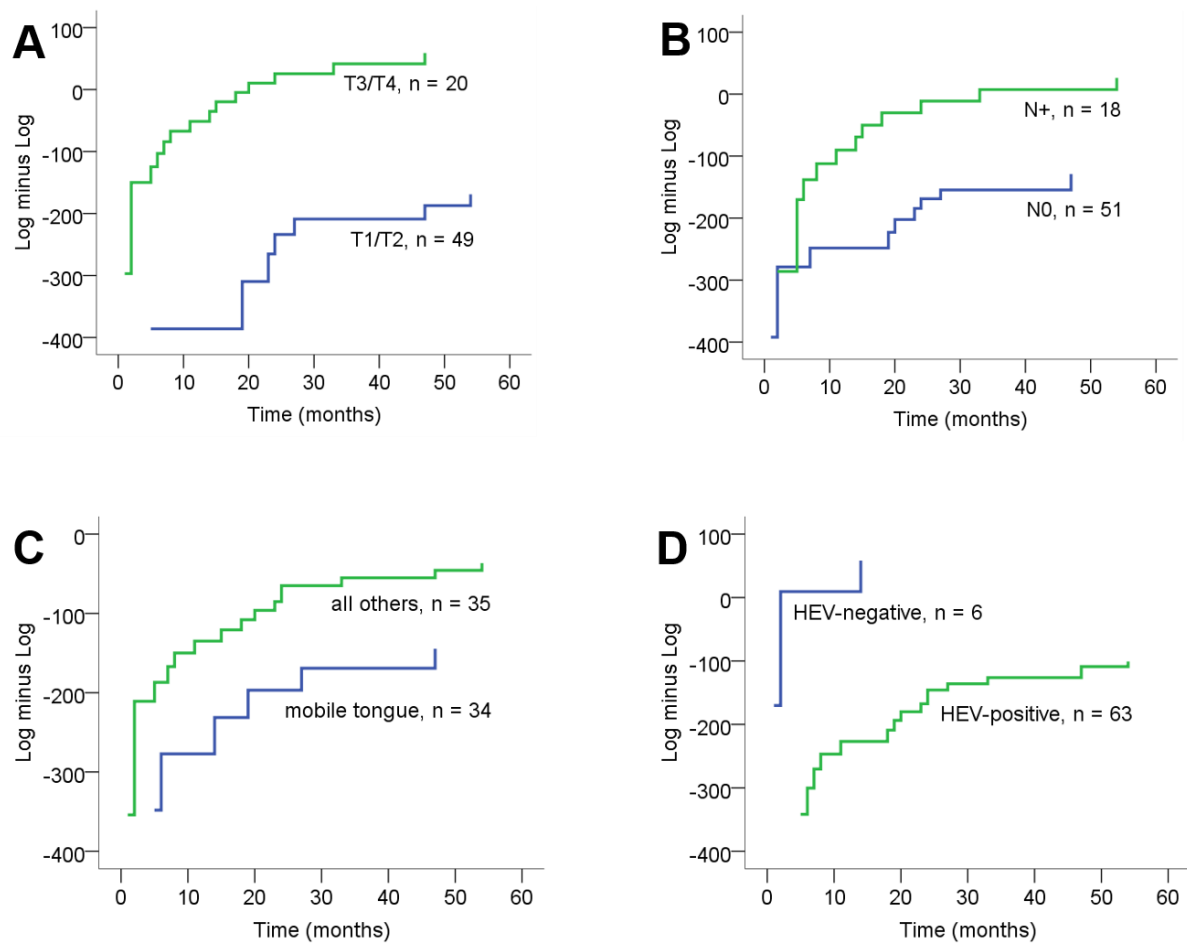 A
Log minus Log
100
0
-100
-200
-300
-400
T3/T4, n = 20
T1/T2, n = 49
0 10 20 30 40 50 60
Time (months)
B
Log minus Log
100
0
-100
-200
-300
-400
N+, n = 18
N0, n = 51
0 10 20 30 40 50 60
Time (months)
C
Log minus Log
0
-100
-200
-300
-400
all others, n = 35
mobile tongue, n = 34
0 10 20 30 40 50 60
Time (months)
D
Log minus Log
100
0
-100
-200
-300
-400
HEV-negative, n = 6
HEV-positive, n = 63
0 10 20 30 40 50 60
Time (months)